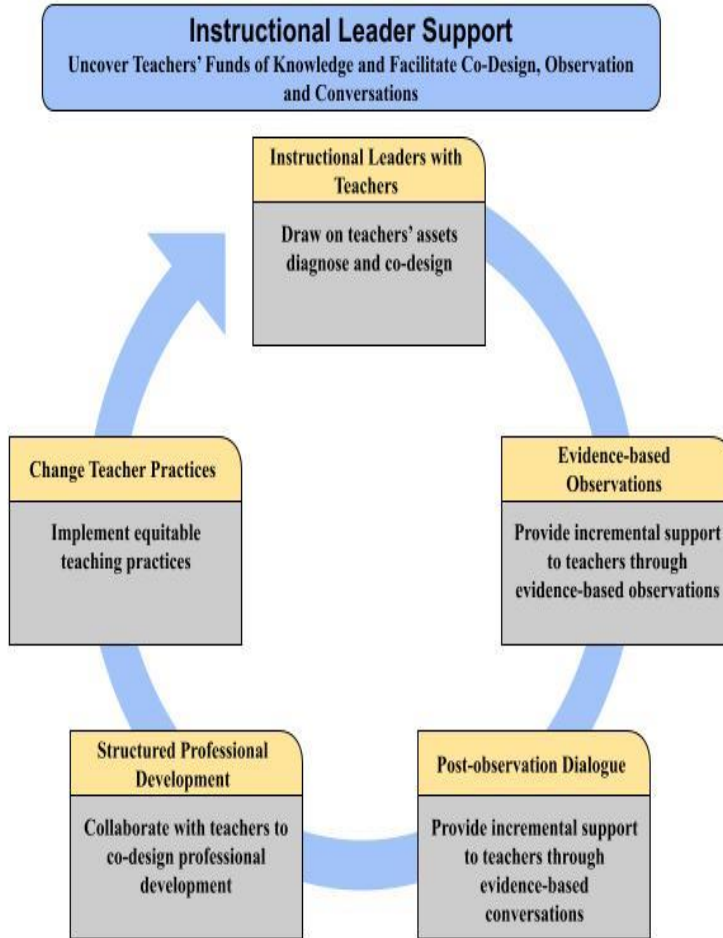 Instructional Leader Support
Uncover Teachers' Funds of Knowledge and Facilitate Co-Design, Observation
and Conversations
Instructional Leaders with
Teachers
Draw on teachers' assets
diagnose and co-design
Evidence-based
Observations
Provide incremental support
to teachers through
evidence-based observations
Post-observation Dialogue
Provide incremental support
to teachers through
evidence-based
conversations
Structured Professional
Development
Collaborate with teachers to
co-design professional
development
Change Teacher Practices
Implement equitable
teaching practices